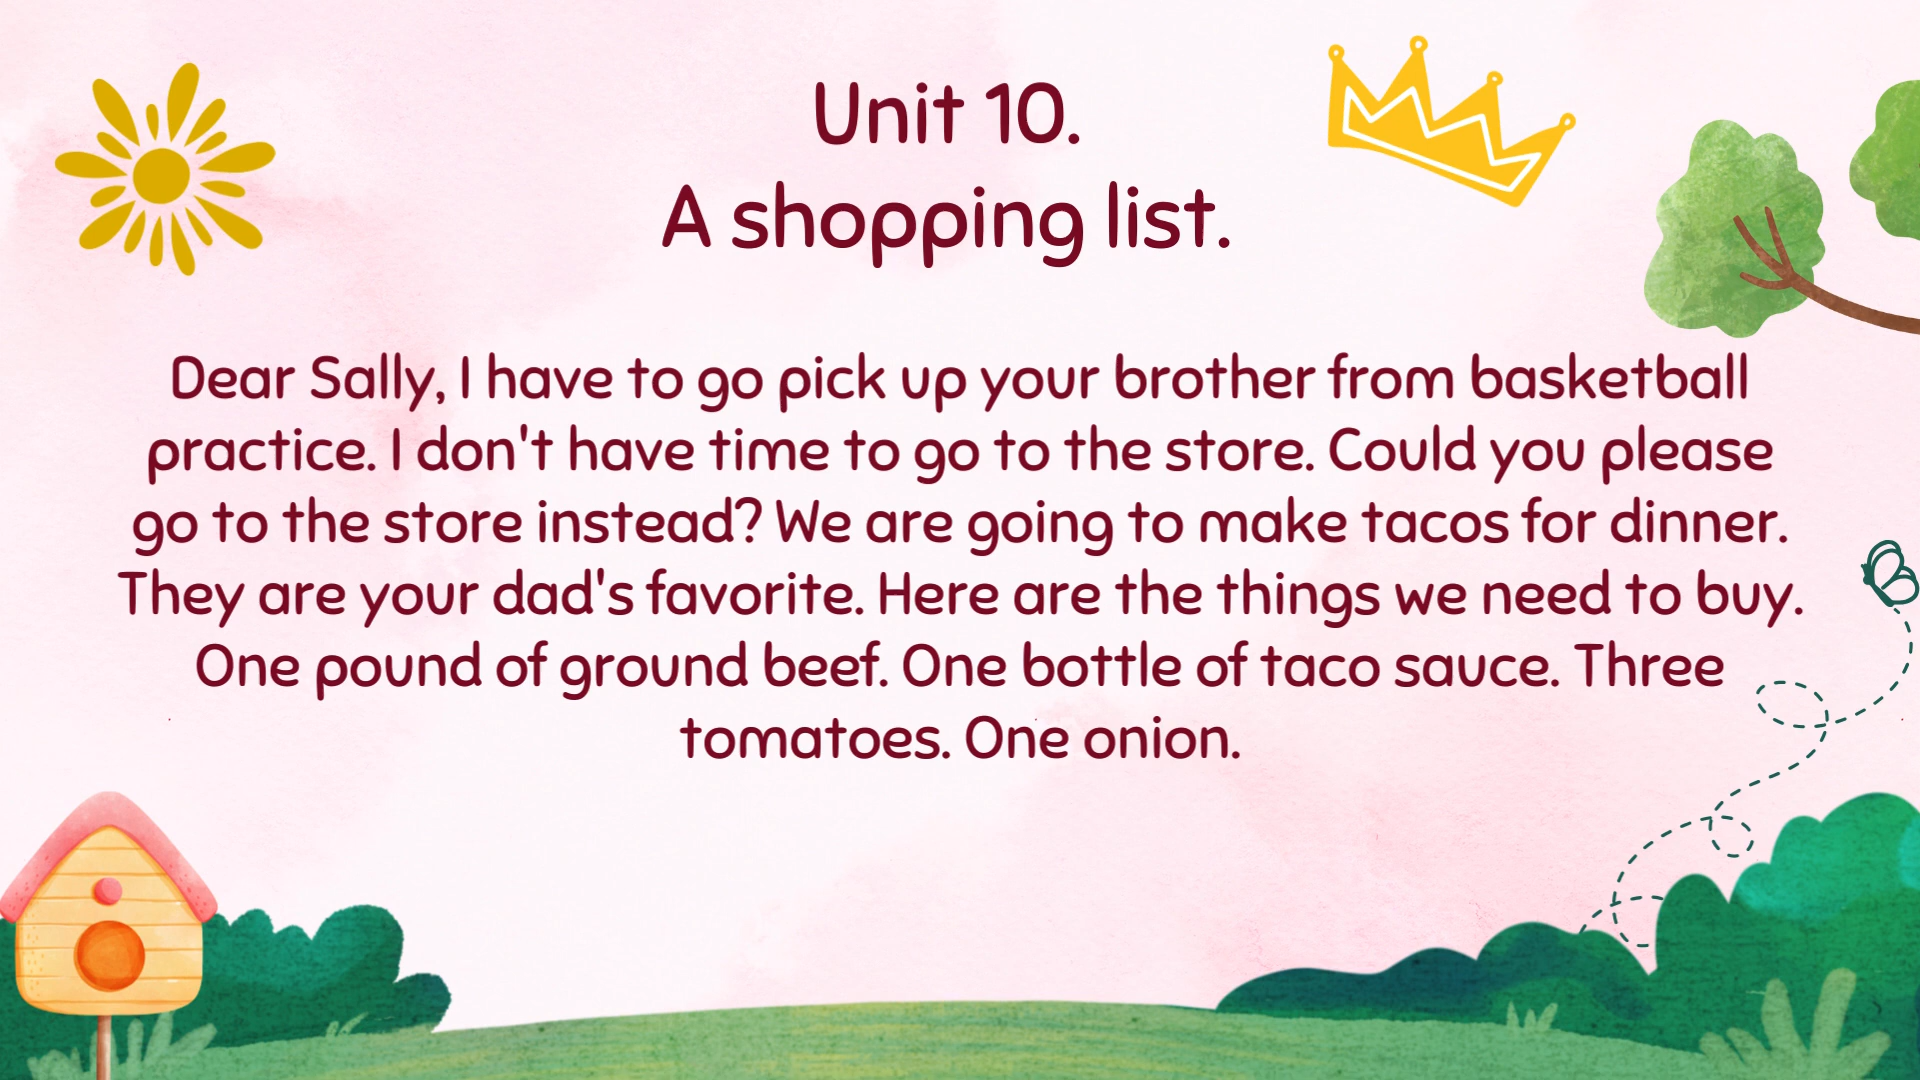 Unit 10.
A shopping list.
Dear Sally, I have to go pick up your brother from basketball
practice. I don't have time to go to the store. Could you please
go to the store instead? We are going to make tacos for dinner.
They are your dad's favorite. Here are the things we need to buy.
One pound of ground beef. One bottle of taco sauce. Three
tomatoes. One onion.